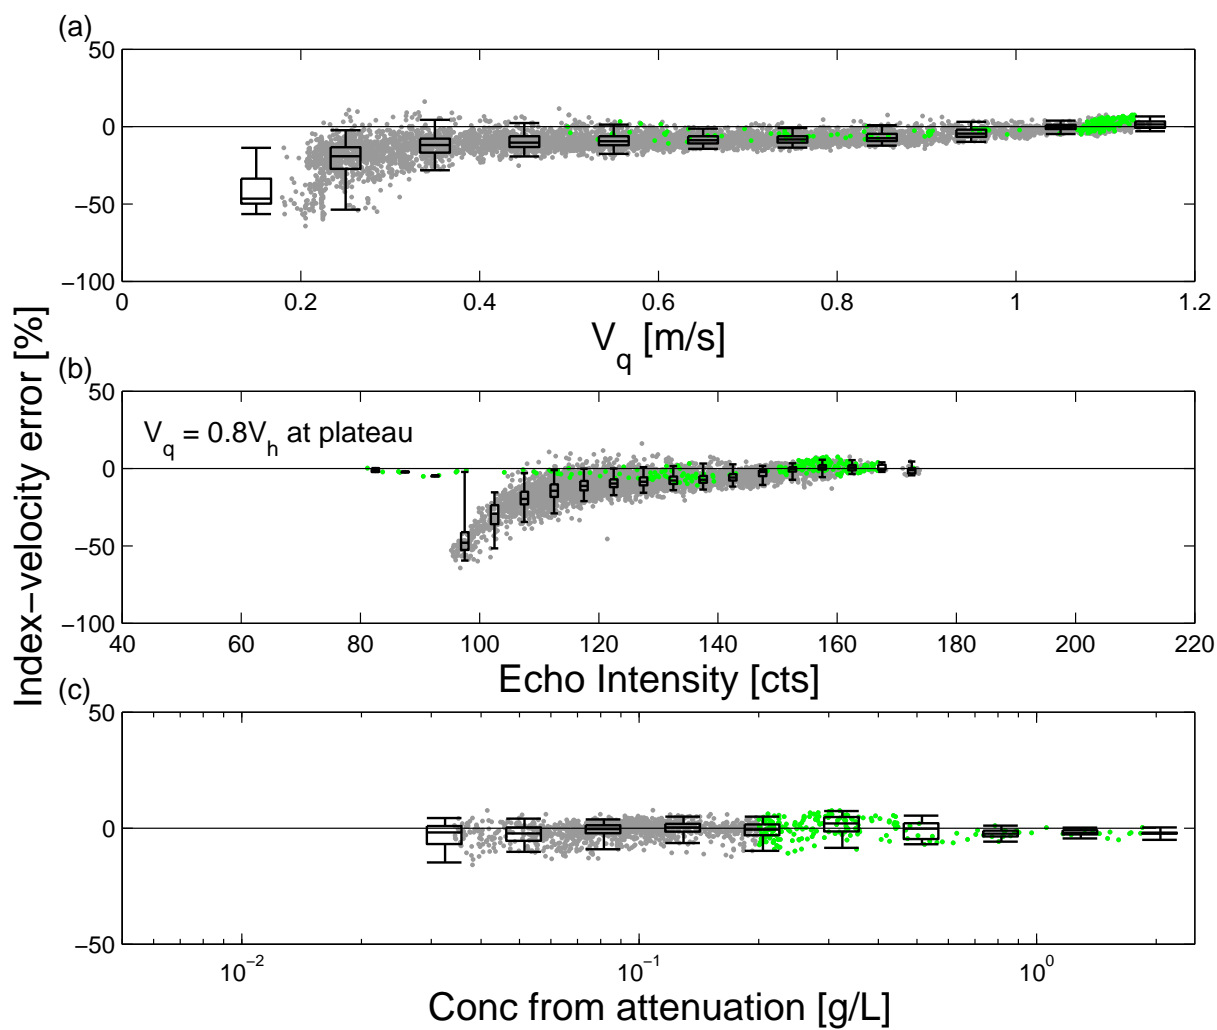 (a)
50
0
−50
−100
0 0.2 0.4 0.6 0.8 1 1.2
V_q [m/s]
Index−velocity error [%]
(b)
50
0
−50
−100
V_q = 0.8V_h at plateau
40 60 80 100 120 140 160 180 200 220
Echo Intensity [cts]
(c)
50
0
−50
10^−2 10^−1 10^0
Conc from attenuation [g/L]